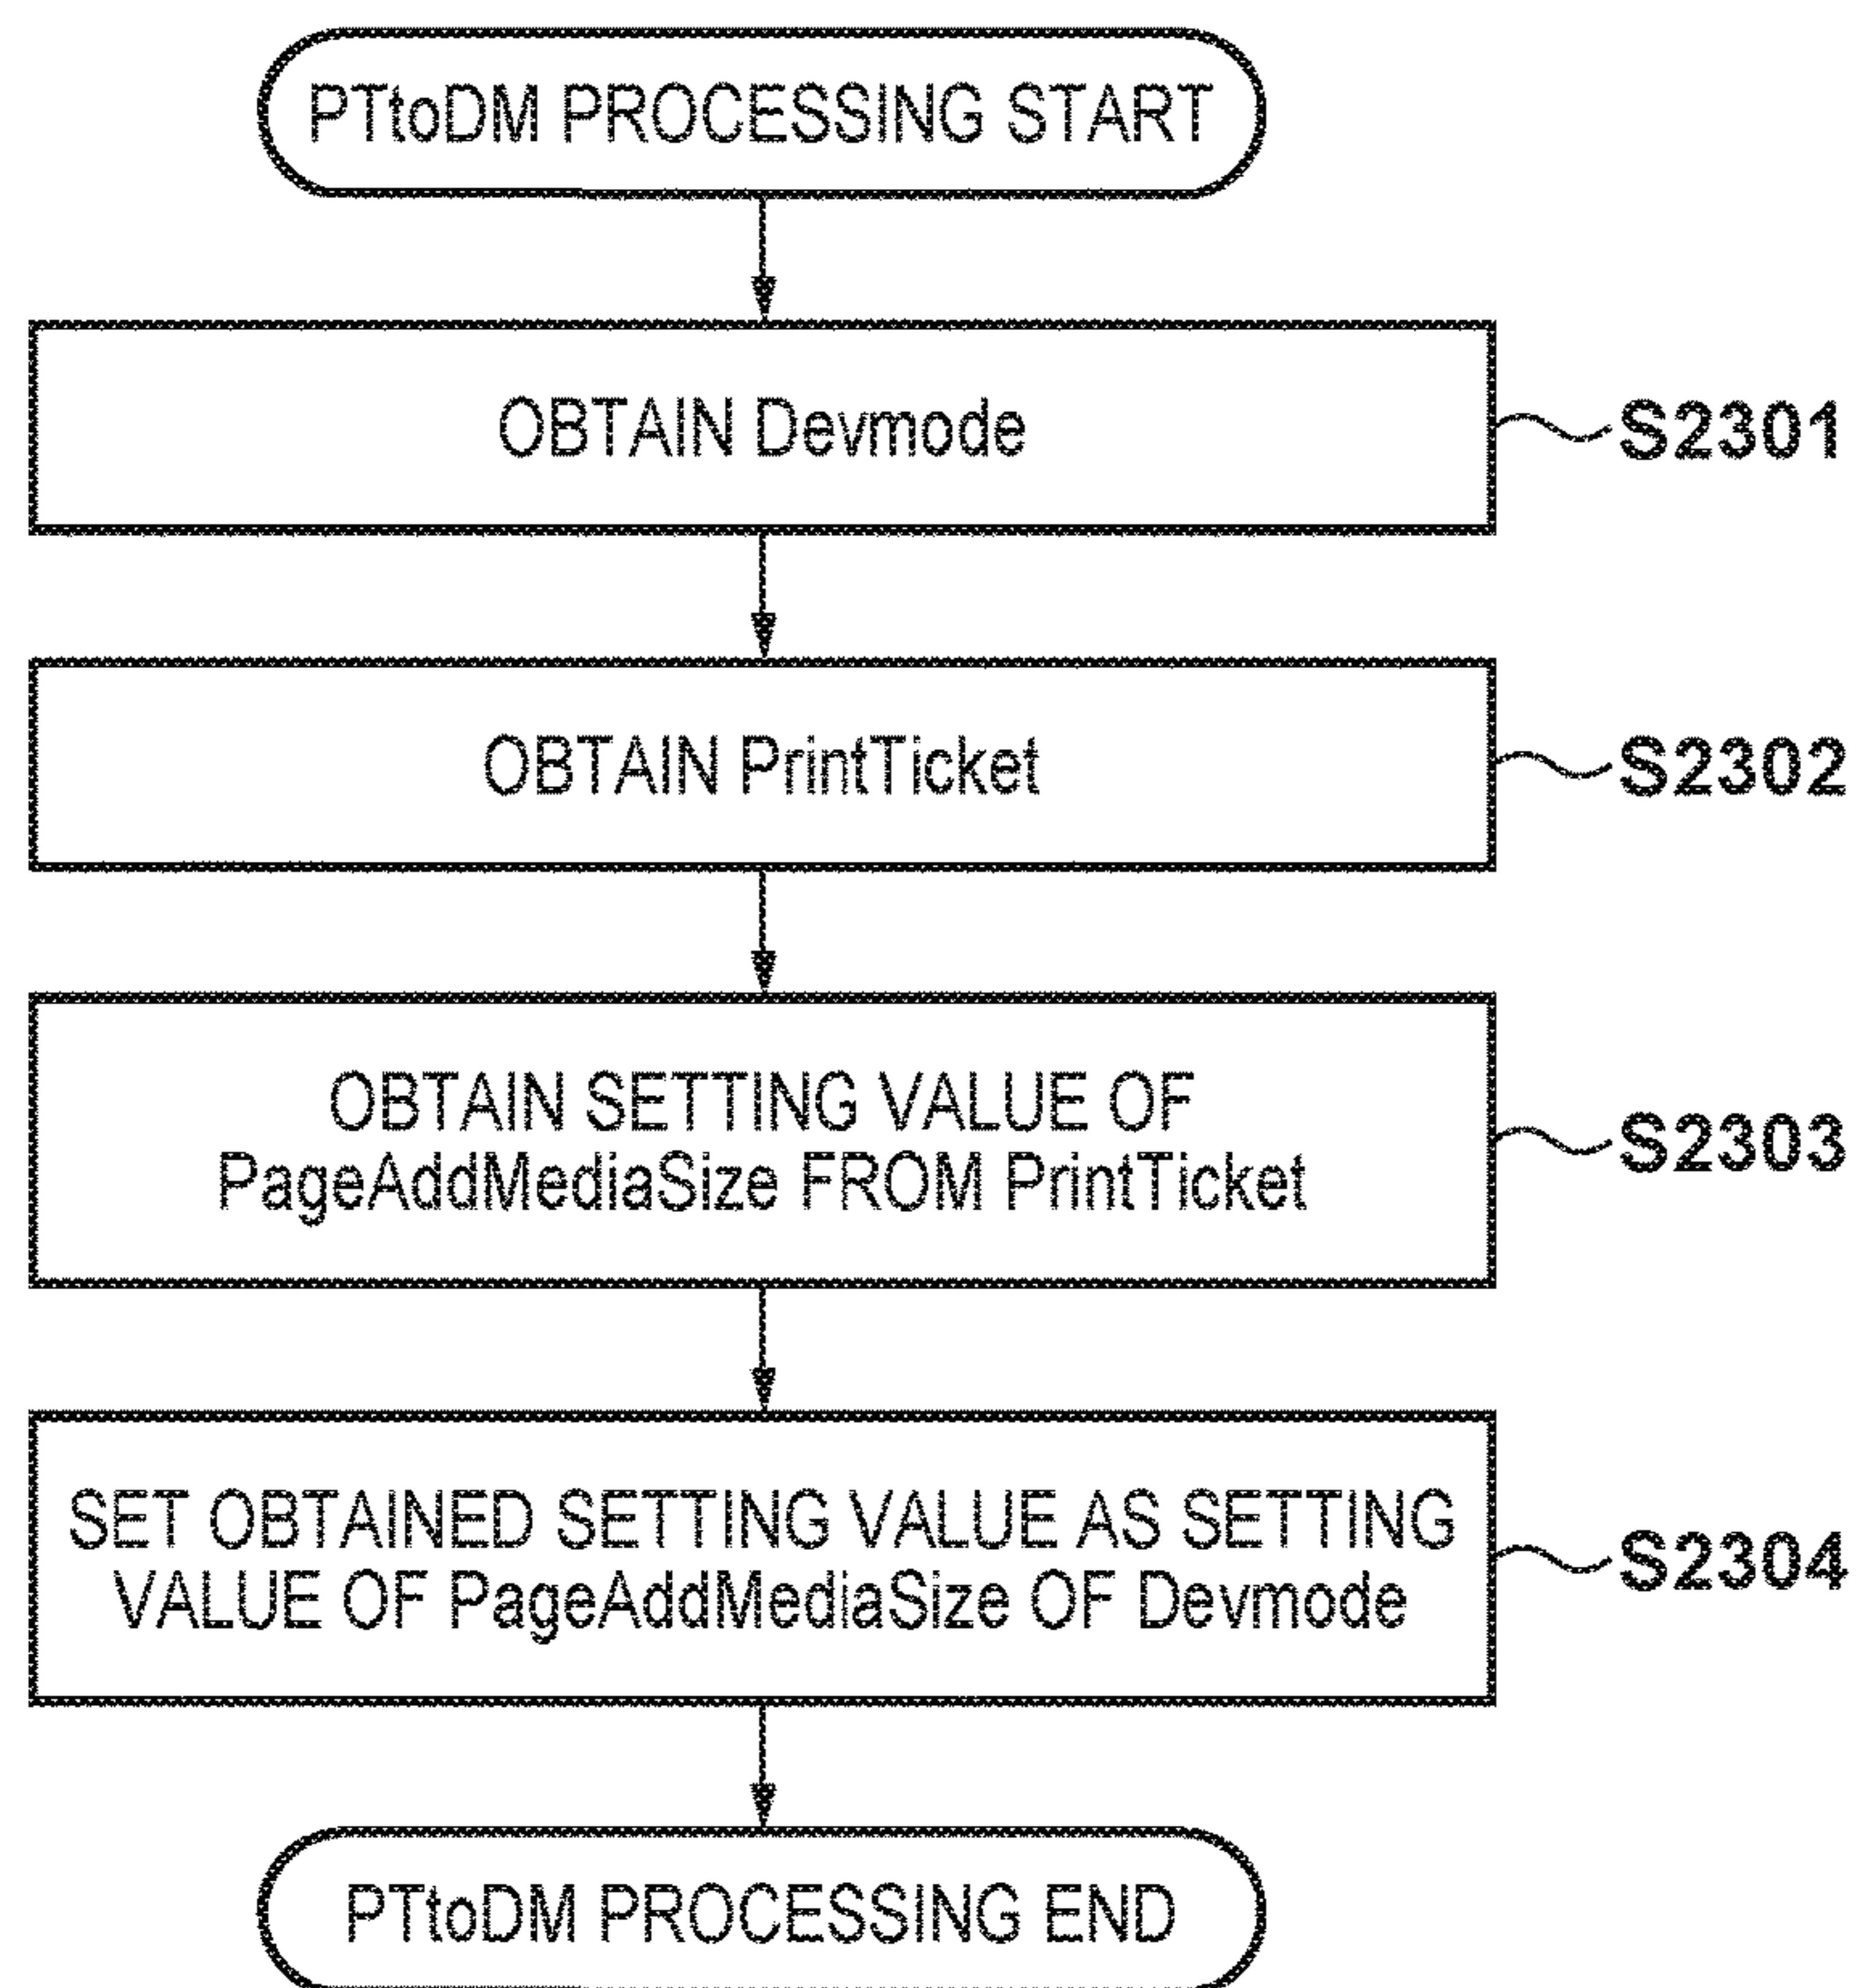 PTtoDM PROCESSING START
OBTAIN Devmode
S2301
OBTAIN PrintTicket
S2302
OBTAIN SETTING VALUE OF
PageAddMediaSize FROM PrintTicket
S2303
SET OBTAINED SETTING VALUE AS SETTING
VALUE OF PageAddMediaSize OF Devmode
S2304
PTtoDM PROCESSING END